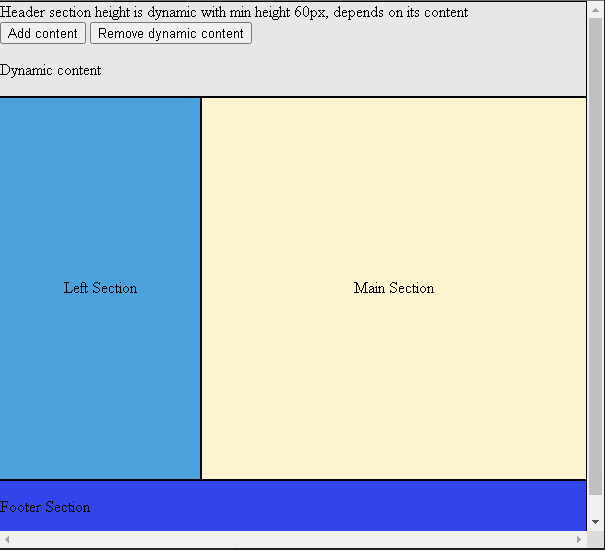 Header section height is dynamic with min height 60px, depends on its content
Add content Remove dynamic content
Dynamic content
Left Section Main Section
Footer Section